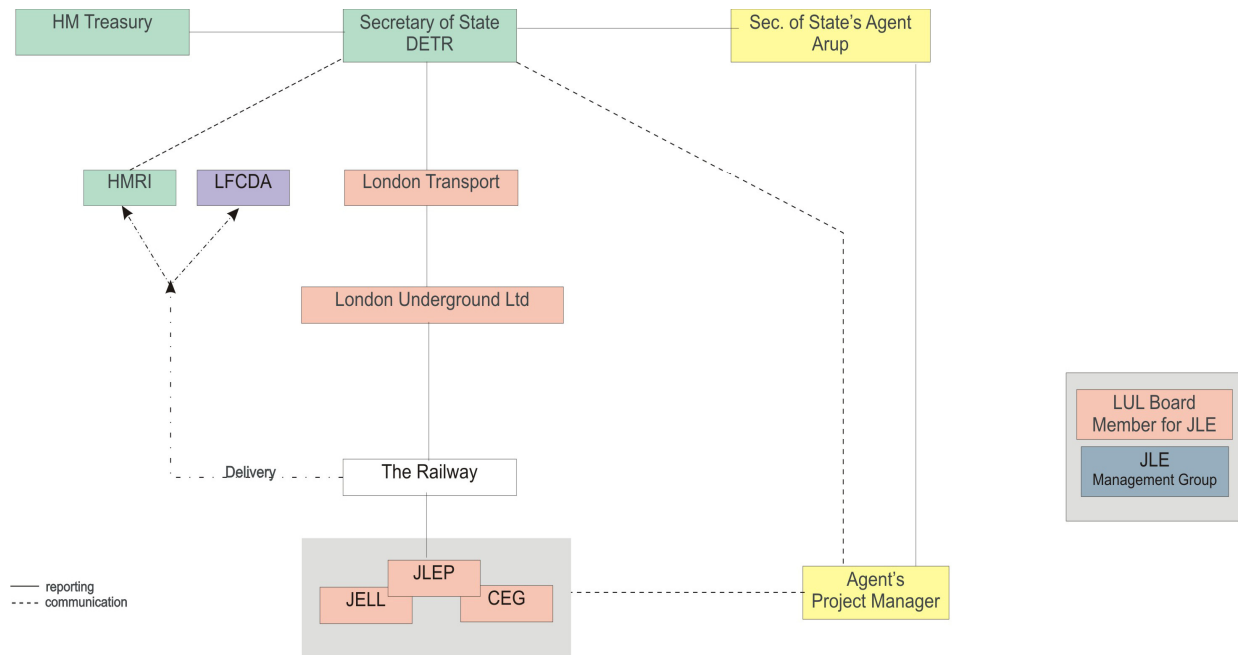 HM Treasury
Secretary of State
DETR
Sec. of State’s Agent
Arup
HMRI
LFCDA
London Transport
London Underground Ltd
LUL Board
Member for JLE
JLE
Management Group
Delivery
The Railway
JLEP
JELL
CEG
Agent’s
Project Manager
reporting
communication